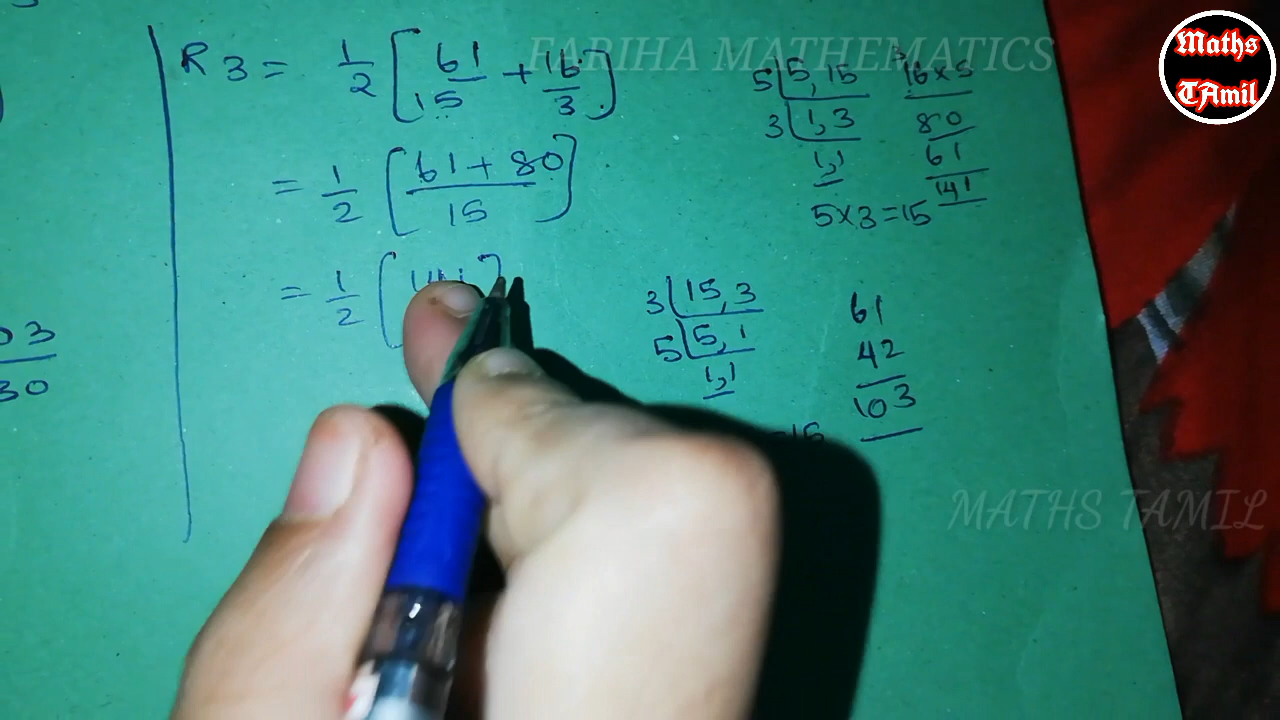 FARIHA MATHEMATICS
Maths
TAmil
R3 = 1/2 [61/15 + 16/3]
= 1/2 [61 + 80 / 15]
= 1/2 [141
5 | 5, 15
3 | 1, 3
1, 1
5 × 3 = 15
16 × 5
80
61
141
3 | 15, 3
5 | 5, 1
1, 1
= 15
61
42
103
03
30
MATHS TAMIL